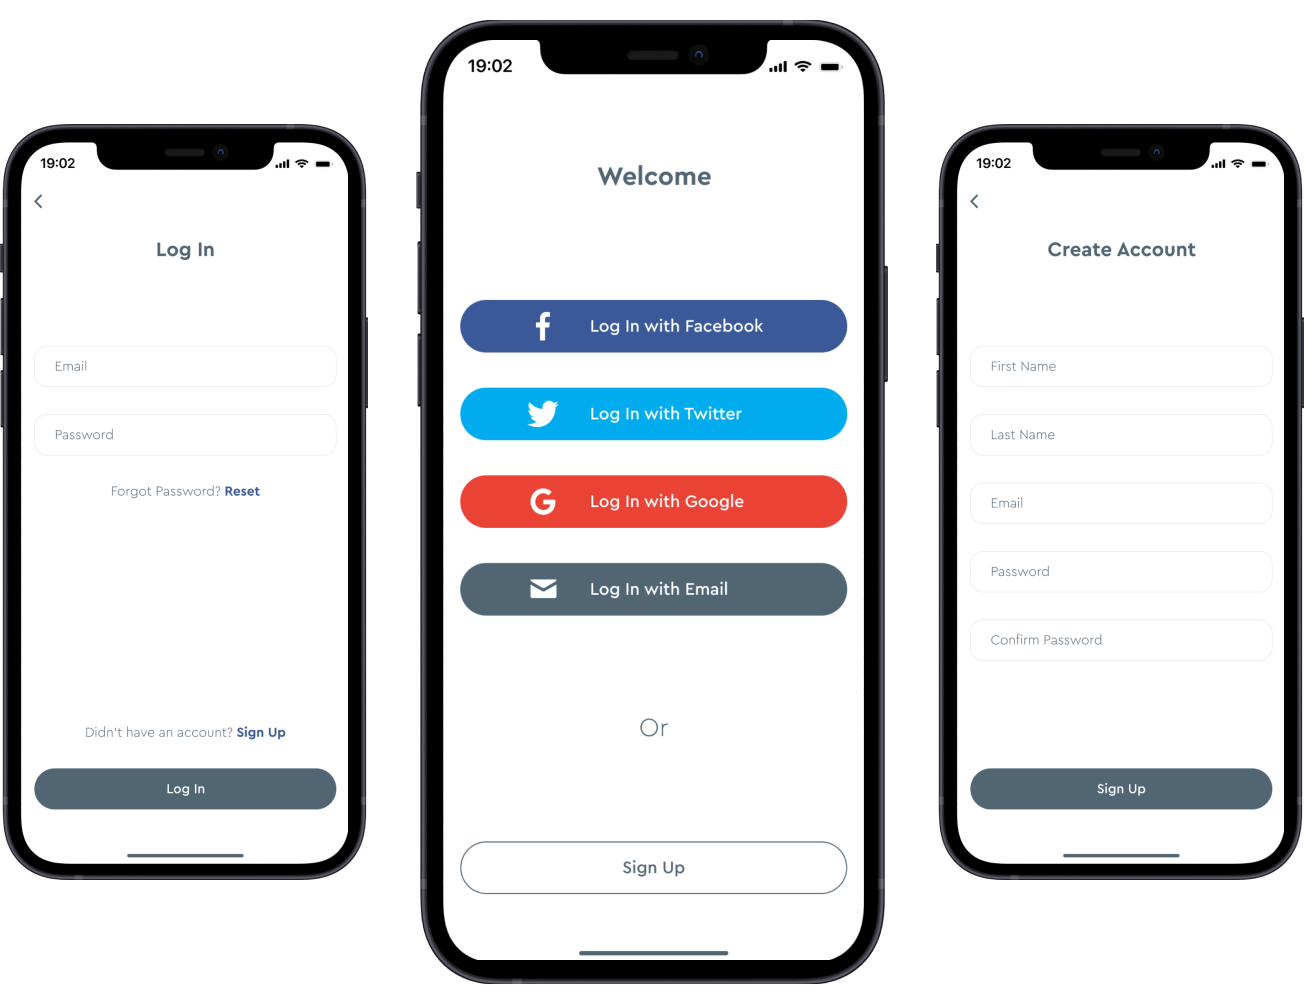 19:02
Log In
Email
Password
Forgot Password? Reset
Didn't have an account? Sign Up
Log In
19:02
Welcome
Log In with Facebook
Log In with Twitter
Log In with Google
Log In with Email
Or
Sign Up
19:02
Create Account
First Name
Last Name
Email
Password
Confirm Password
Sign Up